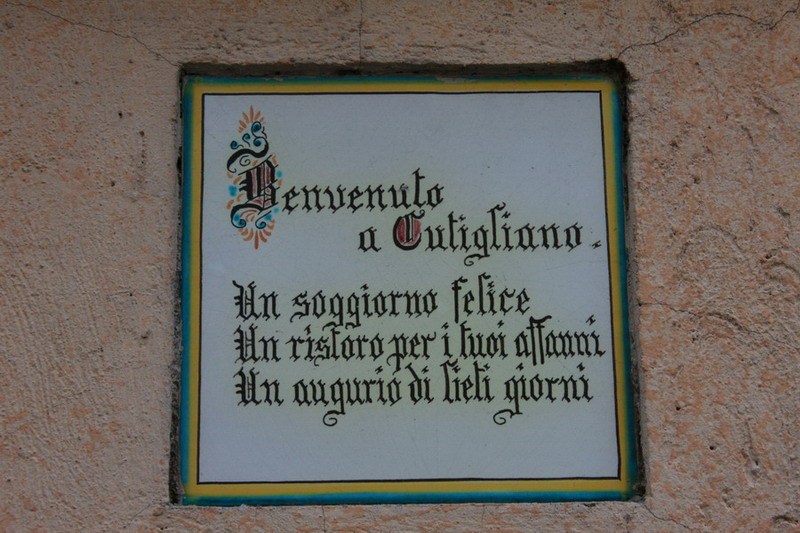 Benvenuto
a Cutigliano.
Un soggiorno felice
Un ristoro per i tuoi affanni
Un augurio di lieti giorni